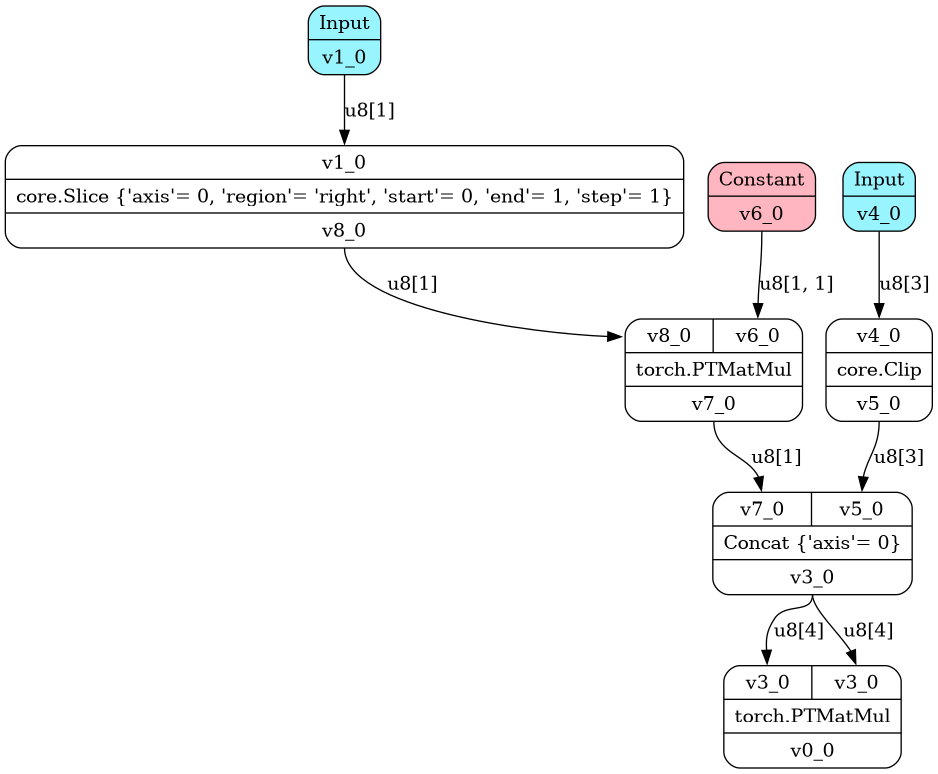 Input
v1_0
u8[1]
v1_0
core.Slice {'axis'= 0, 'region'= 'right', 'start'= 0, 'end'= 1, 'step'= 1}
v8_0
Constant
v6_0
Input
v4_0
u8[1]
u8[1, 1]
u8[3]
v8_0 v6_0
torch.PTMatMul
v7_0
v4_0
core.Clip
v5_0
u8[1]
u8[3]
v7_0 v5_0
Concat {'axis'= 0}
v3_0
u8[4]
u8[4]
v3_0 v3_0
torch.PTMatMul
v0_0